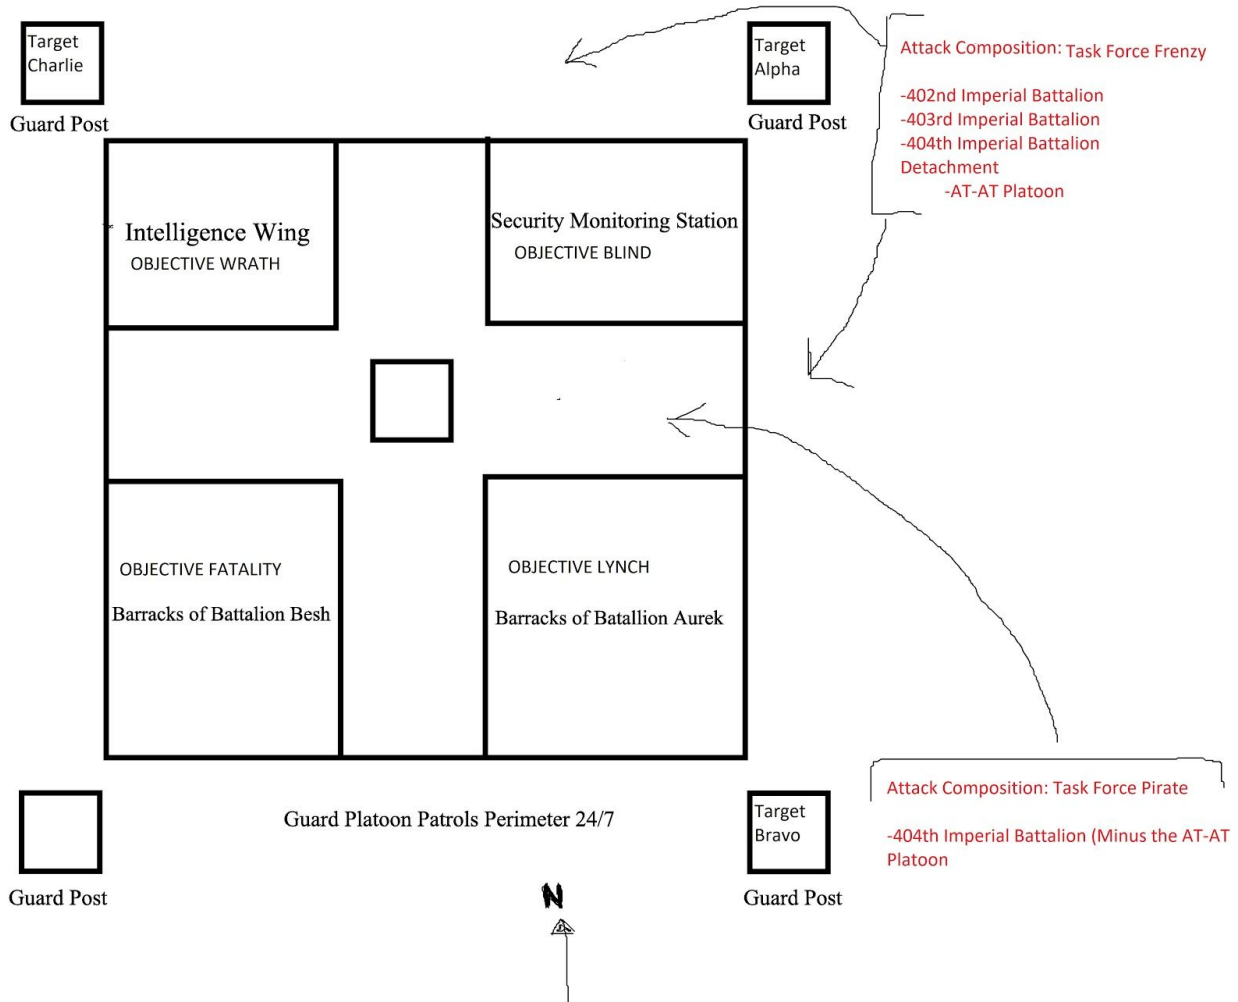 Target
Charlie
Guard Post
Target
Alpha
Guard Post
Attack Composition: Task Force Frenzy
-402nd Imperial Battalion
-403rd Imperial Battalion
-404th Imperial Battalion
Detachment
-AT-AT Platoon
Intelligence Wing
OBJECTIVE WRATH
Security Monitoring Station
OBJECTIVE BLIND
OBJECTIVE FATALITY
Barracks of Battalion Besh
OBJECTIVE LYNCH
Barracks of Batallion Aurek
Guard Post
Guard Platoon Patrols Perimeter 24/7
Target
Bravo
Guard Post
Attack Composition: Task Force Pirate
-404th Imperial Battalion (Minus the AT-AT
Platoon
N